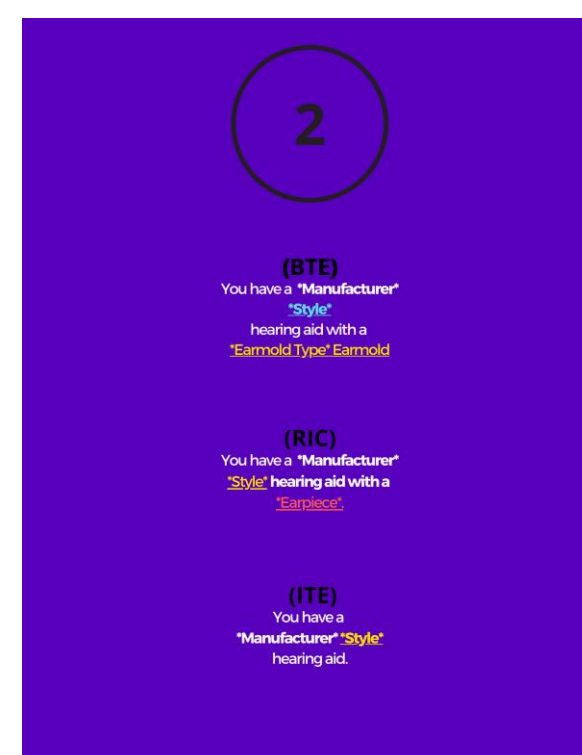 2
(BTE)
You have a *Manufacturer*
*Style*
hearing aid with a
*Earmold Type* Earmold
(RIC)
You have a *Manufacturer*
*Style* hearing aid with a
*Earpiece*.
(ITE)
You have a
*Manufacturer* *Style*
hearing aid.